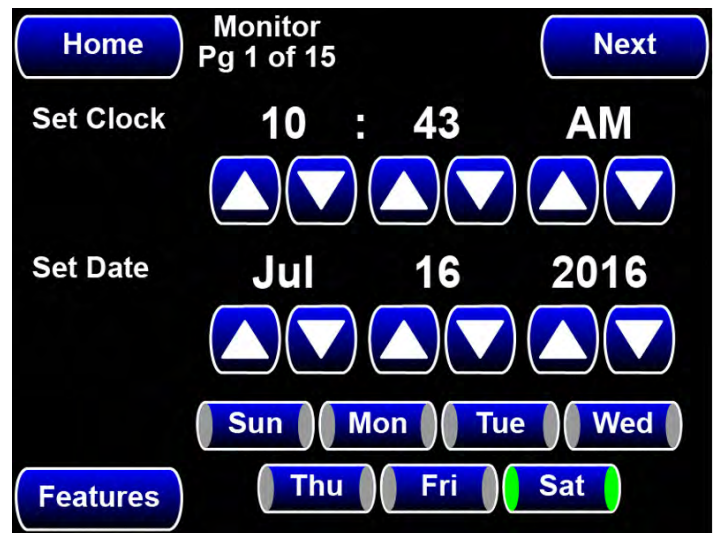 Home
Monitor
Pg 1 of 15
Next
Set Clock
10 : 43 AM
Set Date
Jul 16 2016
Sun Mon Tue Wed
Thu Fri Sat
Features